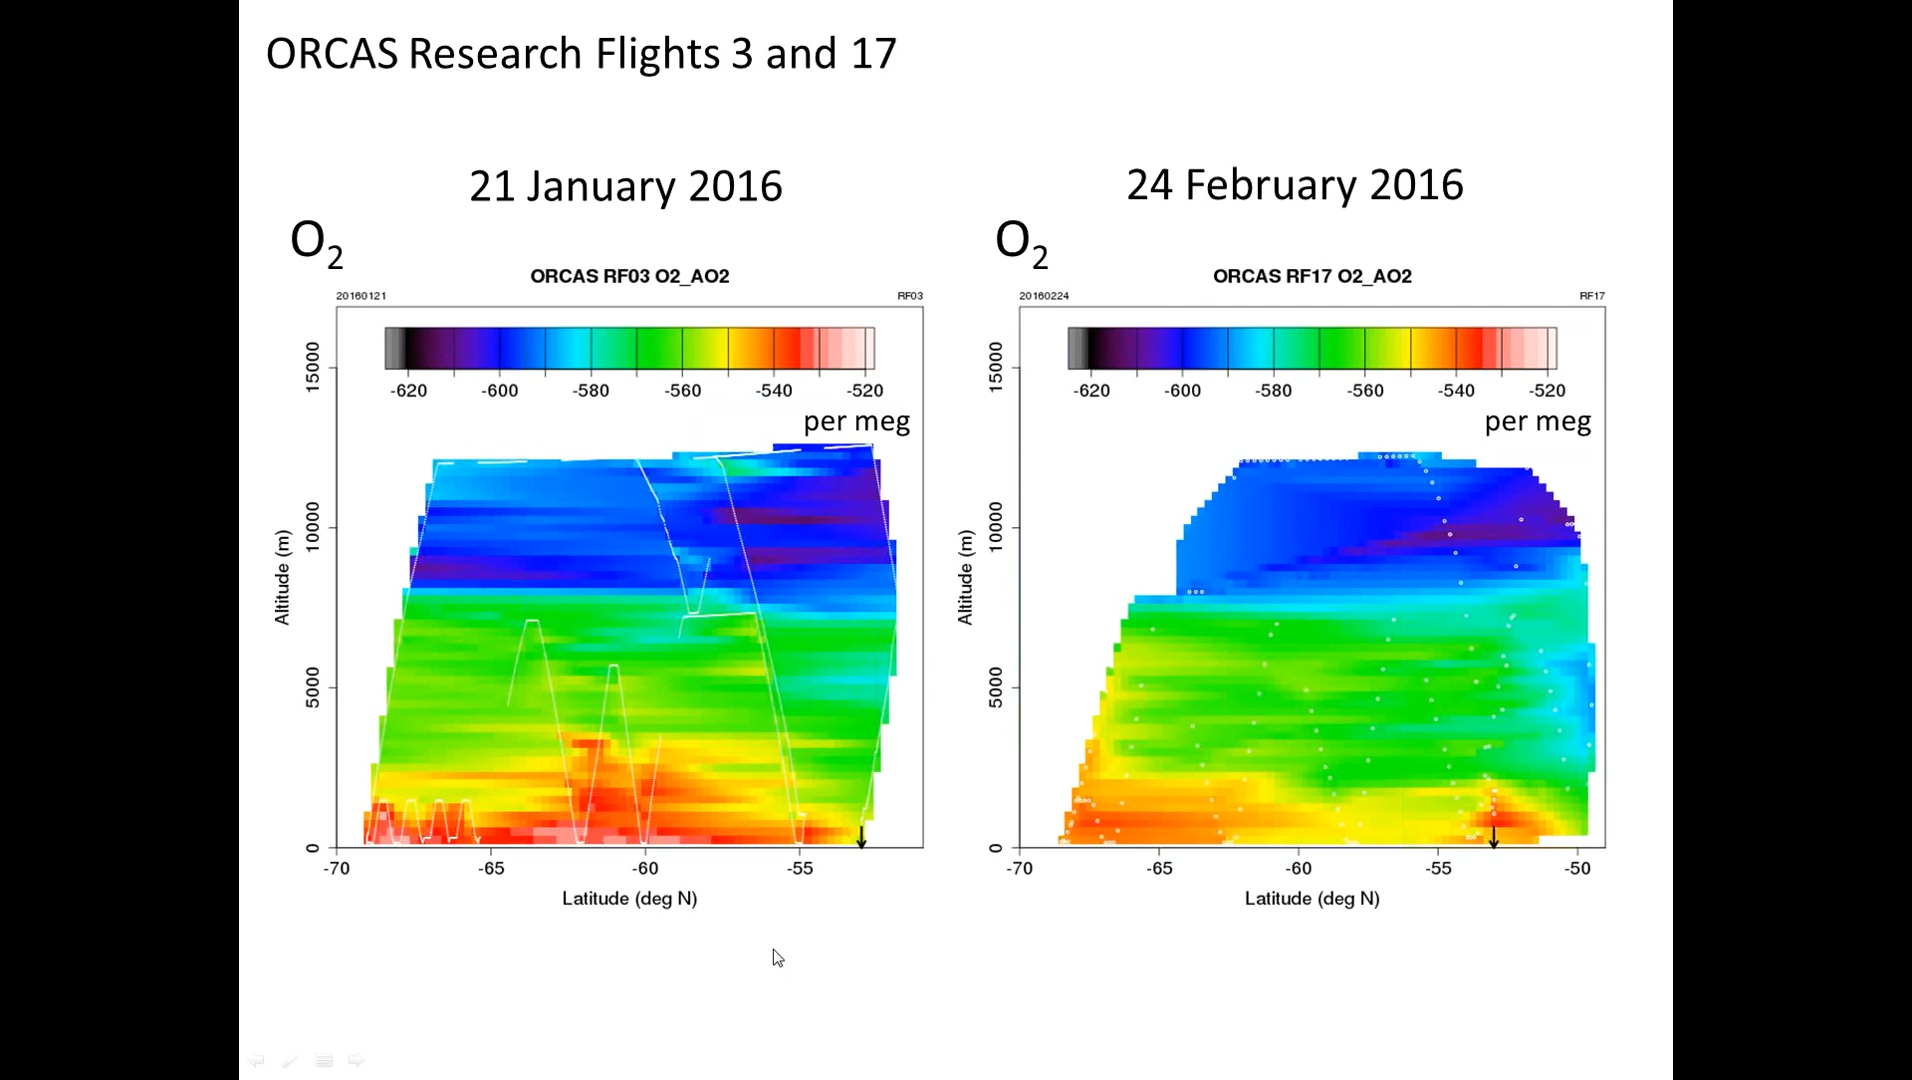 ORCAS Research Flights 3 and 17
21 January 2016
O2
ORCAS RF03 O2_AO2
20160121
RF03
-620 -600 -580 -560 -540 -520
per meg
15000
10000
5000
0
Altitude (m)
-70 -65 -60 -55
Latitude (deg N)
24 February 2016
O2
ORCAS RF17 O2_AO2
20160224
RF17
-620 -600 -580 -560 -540 -520
per meg
15000
10000
5000
0
Altitude (m)
-70 -65 -60 -55 -50
Latitude (deg N)